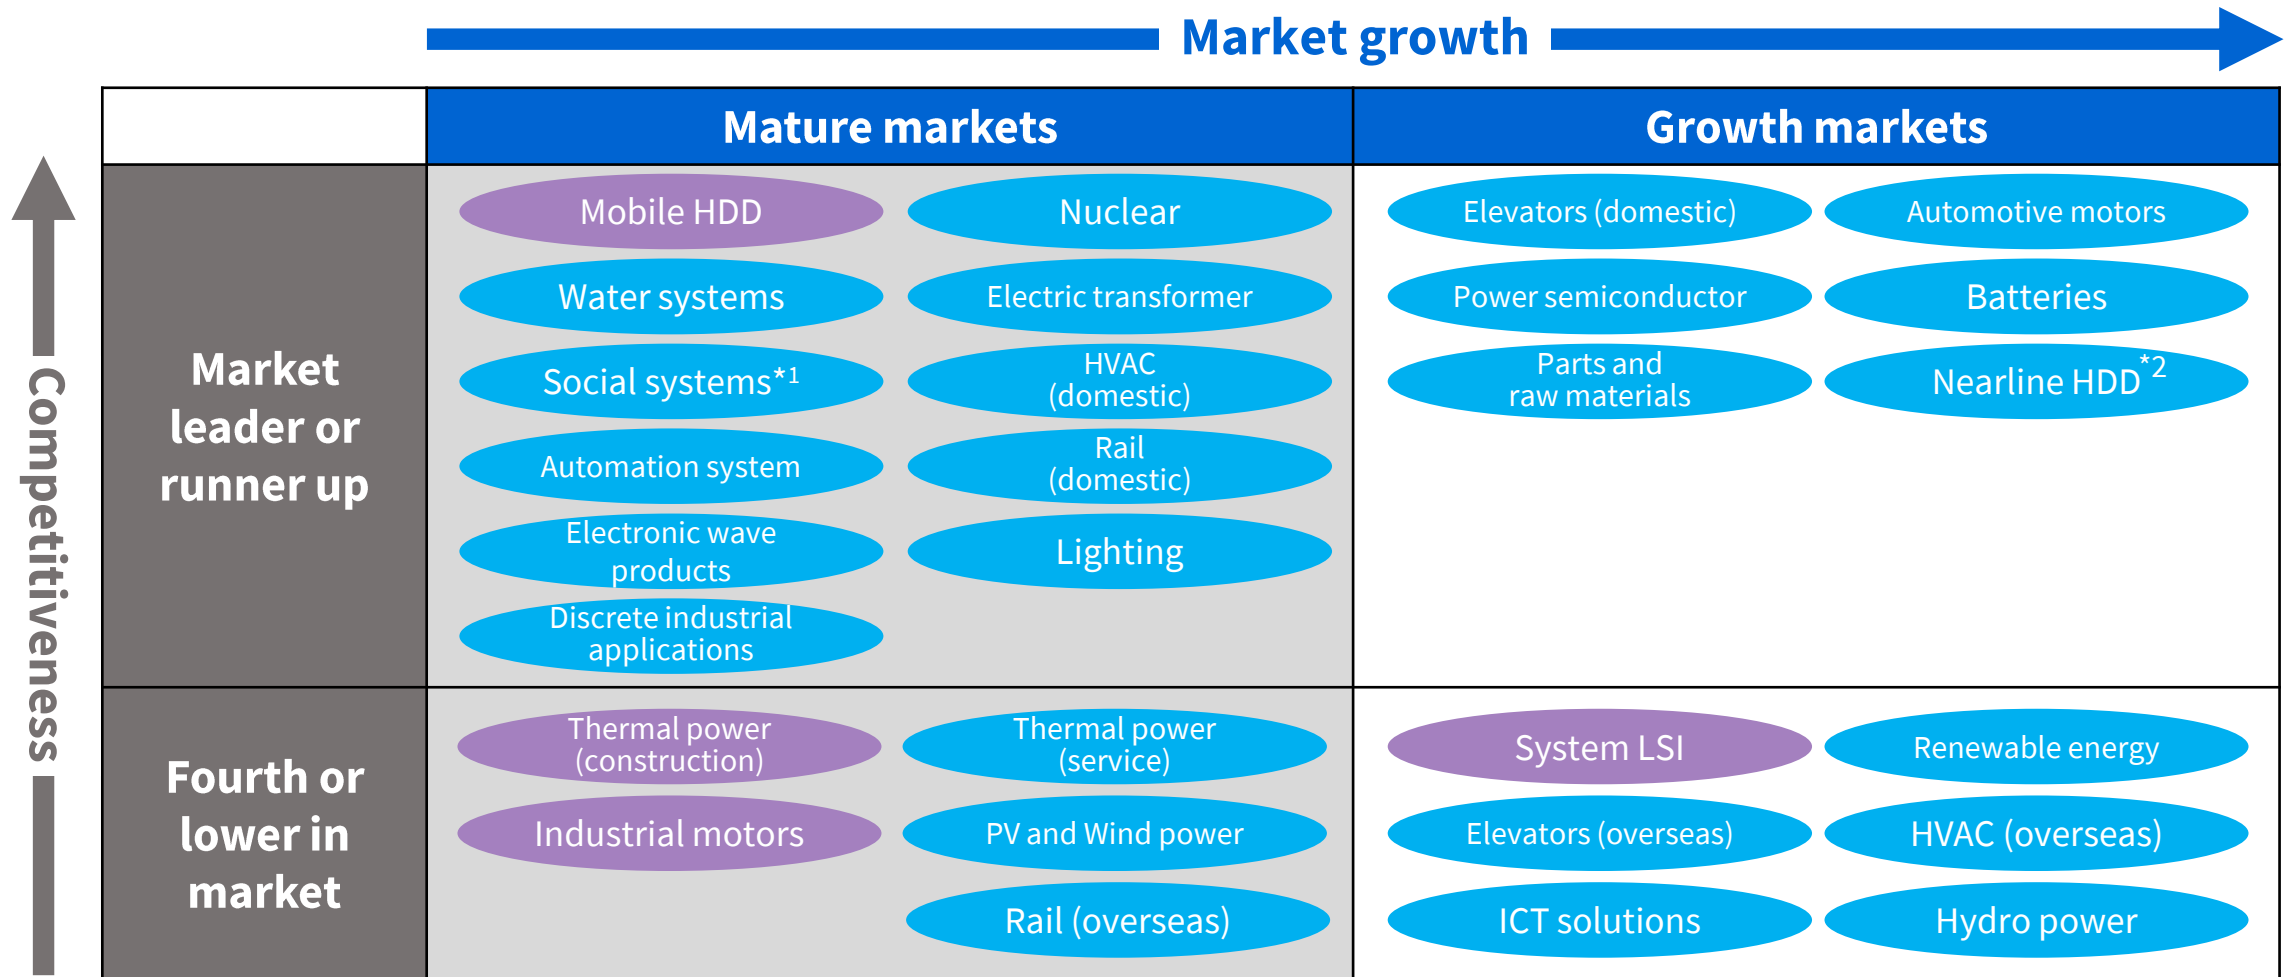 Market growth
Mature markets
Growth markets
Competitiveness
Market
leader or
runner up
Mobile HDD
Nuclear
Water systems
Electric transformer
Social systems*1
HVAC
(domestic)
Automation system
Rail
(domestic)
Electronic wave
products
Lighting
Discrete industrial
applications
Elevators (domestic)
Automotive motors
Power semiconductor
Batteries
Parts and
raw materials
Nearline HDD*2
Fourth or
lower in
market
Thermal power
(construction)
Thermal power
(service)
Industrial motors
PV and Wind power
Rail (overseas)
System LSI
Renewable energy
Elevators (overseas)
HVAC (overseas)
ICT solutions
Hydro power